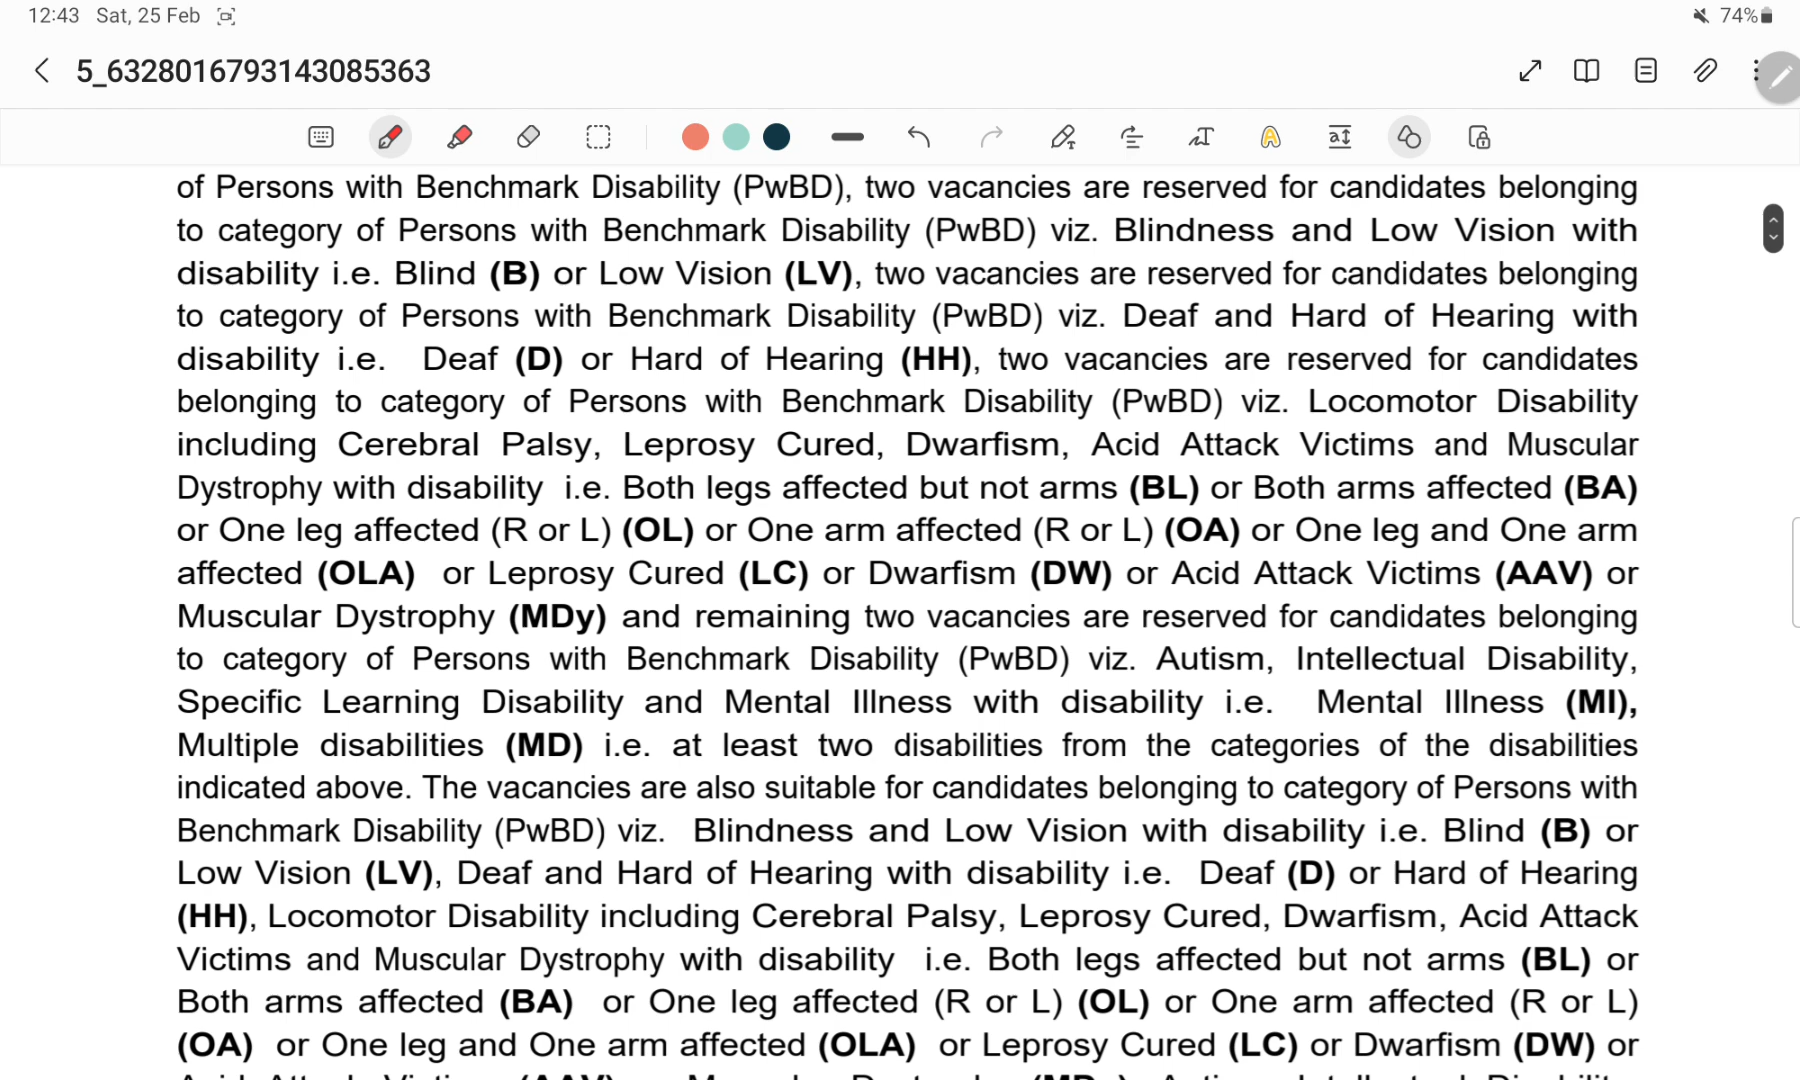 12:43 Sat, 25 Feb
74%
5_6328016793143085363
of Persons with Benchmark Disability (PwBD), two vacancies are reserved for candidates belonging
to category of Persons with Benchmark Disability (PwBD) viz. Blindness and Low Vision with
disability i.e. Blind (B) or Low Vision (LV), two vacancies are reserved for candidates belonging
to category of Persons with Benchmark Disability (PwBD) viz. Deaf and Hard of Hearing with
disability i.e. Deaf (D) or Hard of Hearing (HH), two vacancies are reserved for candidates
belonging to category of Persons with Benchmark Disability (PwBD) viz. Locomotor Disability
including Cerebral Palsy, Leprosy Cured, Dwarfism, Acid Attack Victims and Muscular
Dystrophy with disability i.e. Both legs affected but not arms (BL) or Both arms affected (BA)
or One leg affected (R or L) (OL) or One arm affected (R or L) (OA) or One leg and One arm
affected (OLA) or Leprosy Cured (LC) or Dwarfism (DW) or Acid Attack Victims (AAV) or
Muscular Dystrophy (MDy) and remaining two vacancies are reserved for candidates belonging
to category of Persons with Benchmark Disability (PwBD) viz. Autism, Intellectual Disability,
Specific Learning Disability and Mental Illness with disability i.e. Mental Illness (MI),
Multiple disabilities (MD) i.e. at least two disabilities from the categories of the disabilities
indicated above. The vacancies are also suitable for candidates belonging to category of Persons with
Benchmark Disability (PwBD) viz. Blindness and Low Vision with disability i.e. Blind (B) or
Low Vision (LV), Deaf and Hard of Hearing with disability i.e. Deaf (D) or Hard of Hearing
(HH), Locomotor Disability including Cerebral Palsy, Leprosy Cured, Dwarfism, Acid Attack
Victims and Muscular Dystrophy with disability i.e. Both legs affected but not arms (BL) or
Both arms affected (BA) or One leg affected (R or L) (OL) or One arm affected (R or L)
(OA) or One leg and One arm affected (OLA) or Leprosy Cured (LC) or Dwarfism (DW) or